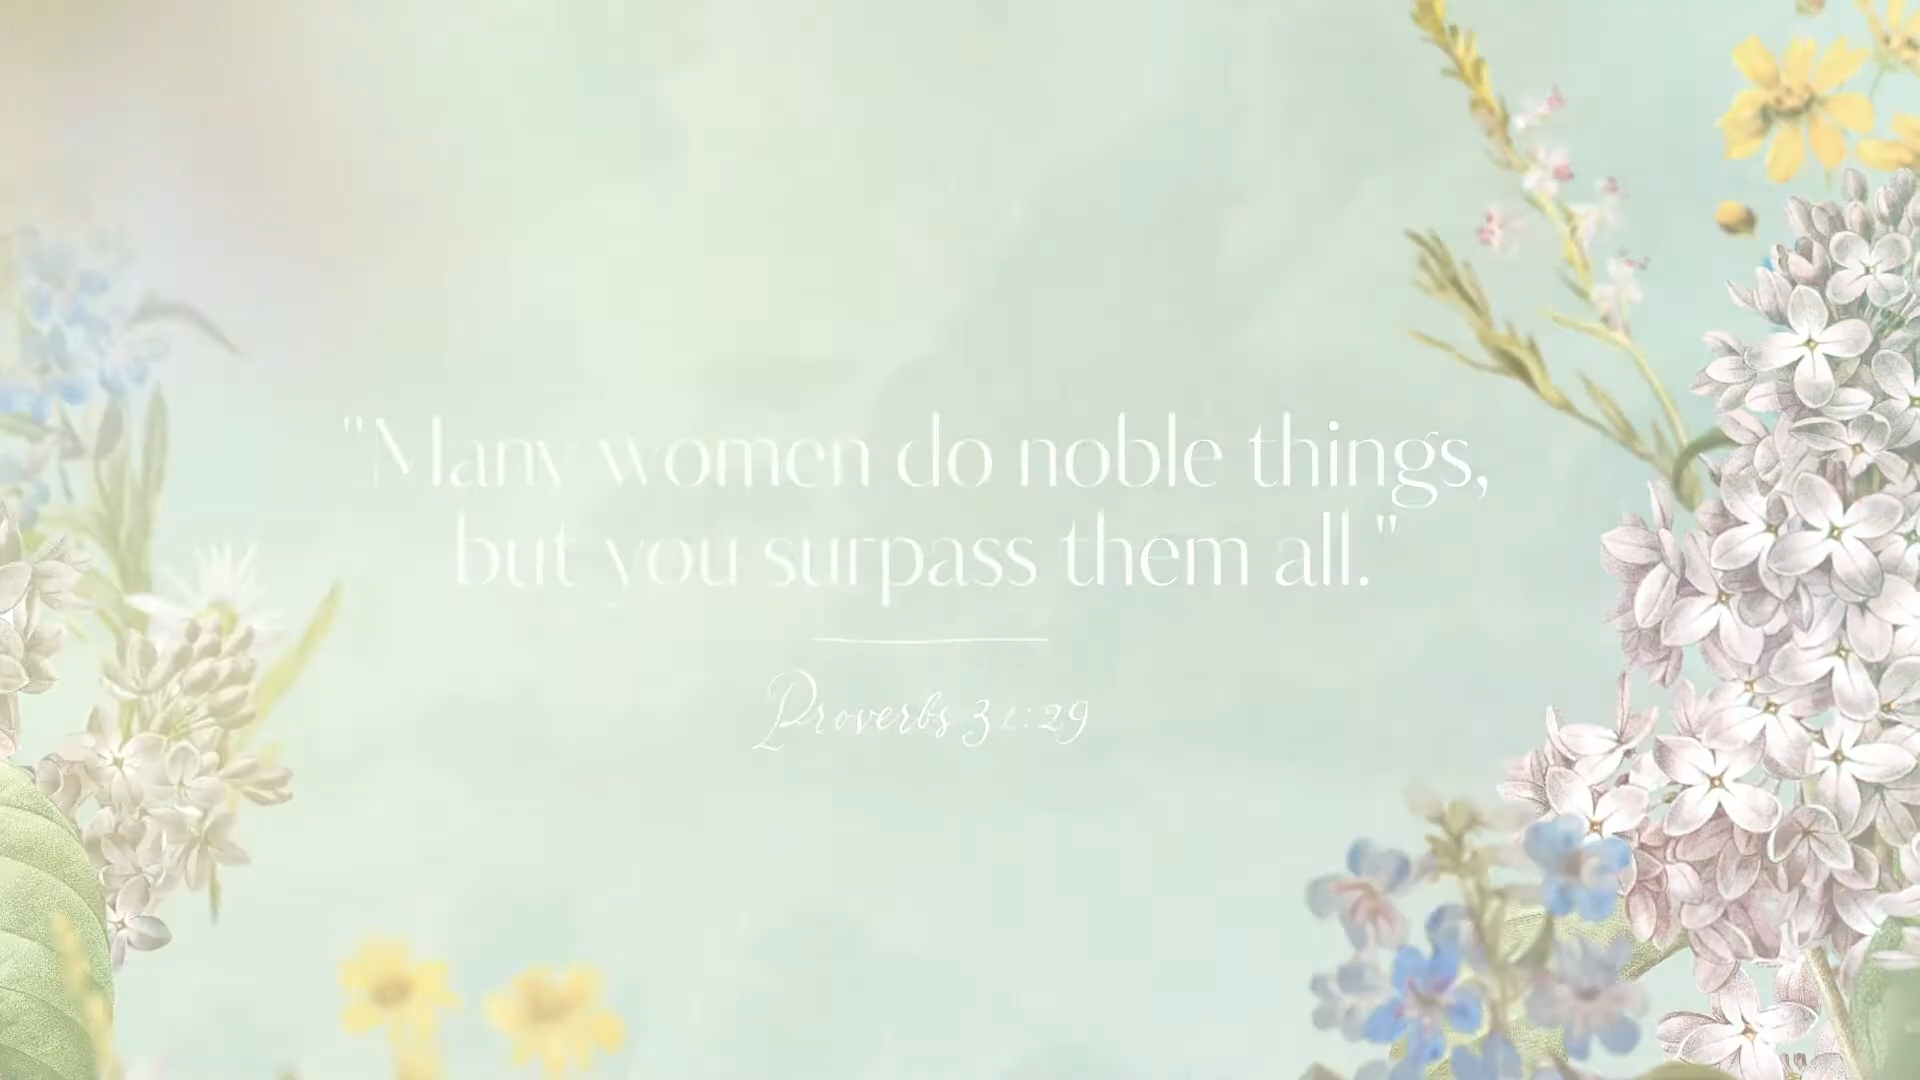 "Many women do noble things,
but you surpass them all."
Proverbs 31:29